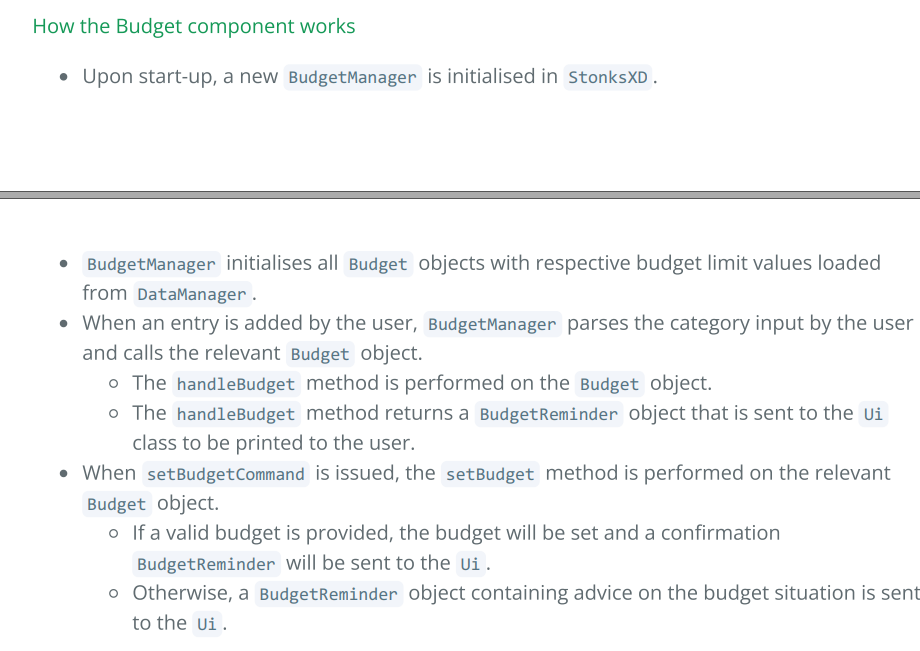 How the Budget component works
• Upon start-up, a new BudgetManager is initialised in StonksXD.
• BudgetManager initialises all Budget objects with respective budget limit values loaded
from DataManager.
• When an entry is added by the user, BudgetManager parses the category input by the user
and calls the relevant Budget object.
◦ The handleBudget method is performed on the Budget object.
◦ The handleBudget method returns a BudgetReminder object that is sent to the Ui
class to be printed to the user.
• When setBudgetCommand is issued, the setBudget method is performed on the relevant
Budget object.
◦ If a valid budget is provided, the budget will be set and a confirmation
BudgetReminder will be sent to the Ui.
◦ Otherwise, a BudgetReminder object containing advice on the budget situation is sent
to the Ui.